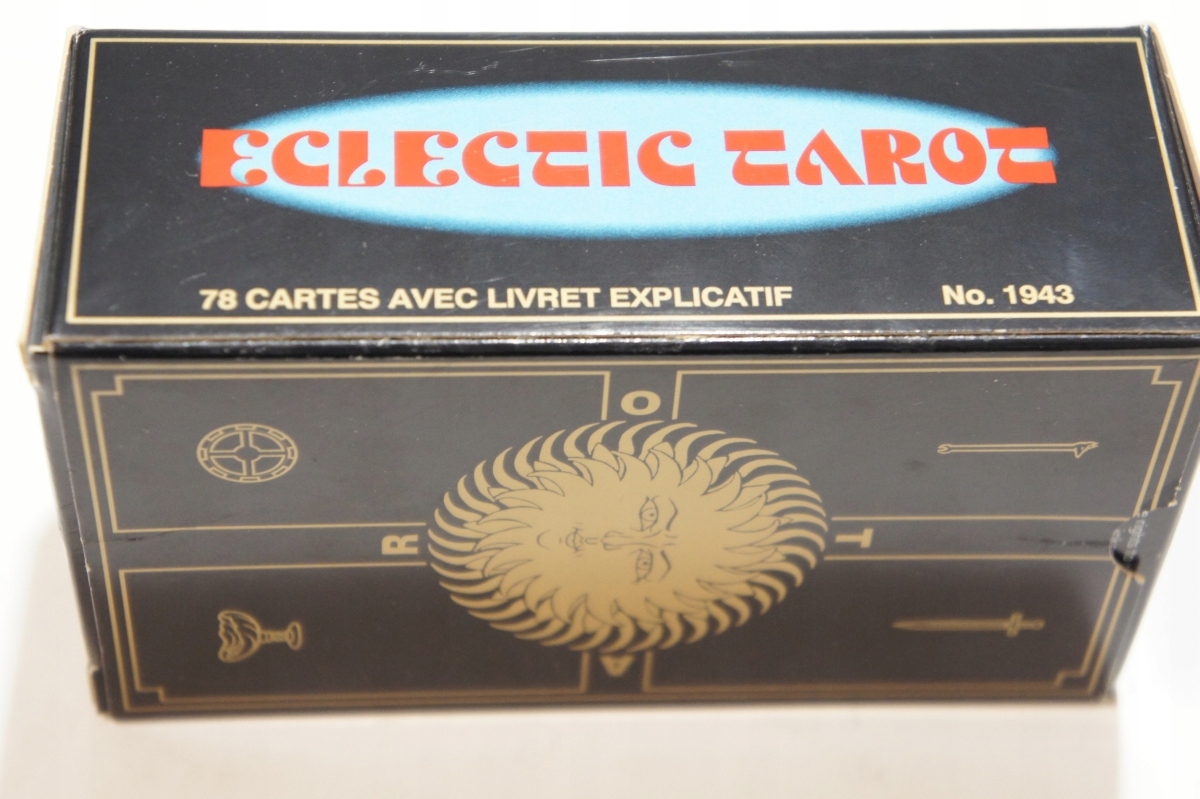 ECLECTIC TAROT
78 CARTES AVEC LIVRET EXPLICATIF
No. 1943
O
R
T
A